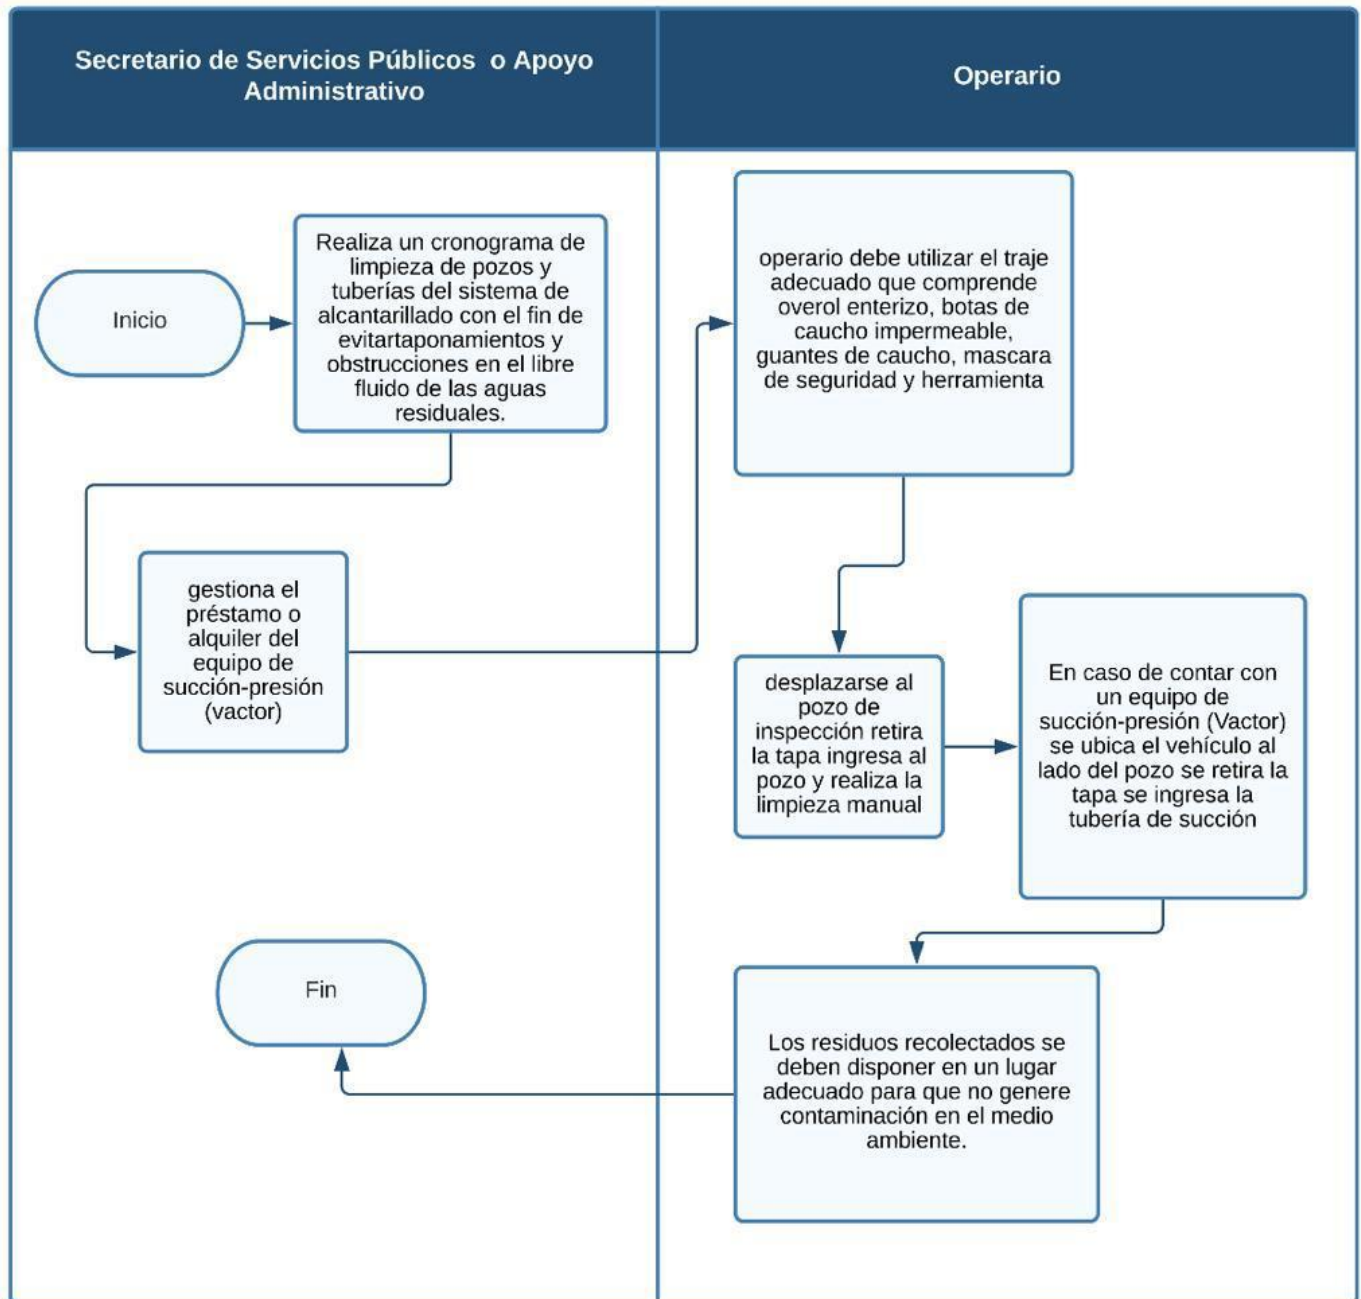 Secretario de Servicios Públicos o Apoyo
Administrativo
Operario
Inicio
Realiza un cronograma de
limpieza de pozos y
tuberías del sistema de
alcantarillado con el fin de
evitartaponamientos y
obstrucciones en el libre
fluido de las aguas
residuales.
gestiona el
préstamo o
alquiler del
equipo de
succión-presión
(vactor)
operario debe utilizar el traje
adecuado que comprende
overol enterizo, botas de
caucho impermeable,
guantes de caucho, mascara
de seguridad y herramienta
desplazarse al
pozo de
inspección retira
la tapa ingresa al
pozo y realiza la
limpieza manual
En caso de contar con
un equipo de
succión-presión (Vactor)
se ubica el vehículo al
lado del pozo se retira la
tapa se ingresa la
tubería de succión
Los residuos recolectados se
deben disponer en un lugar
adecuado para que no genere
contaminación en el medio
ambiente.
Fin